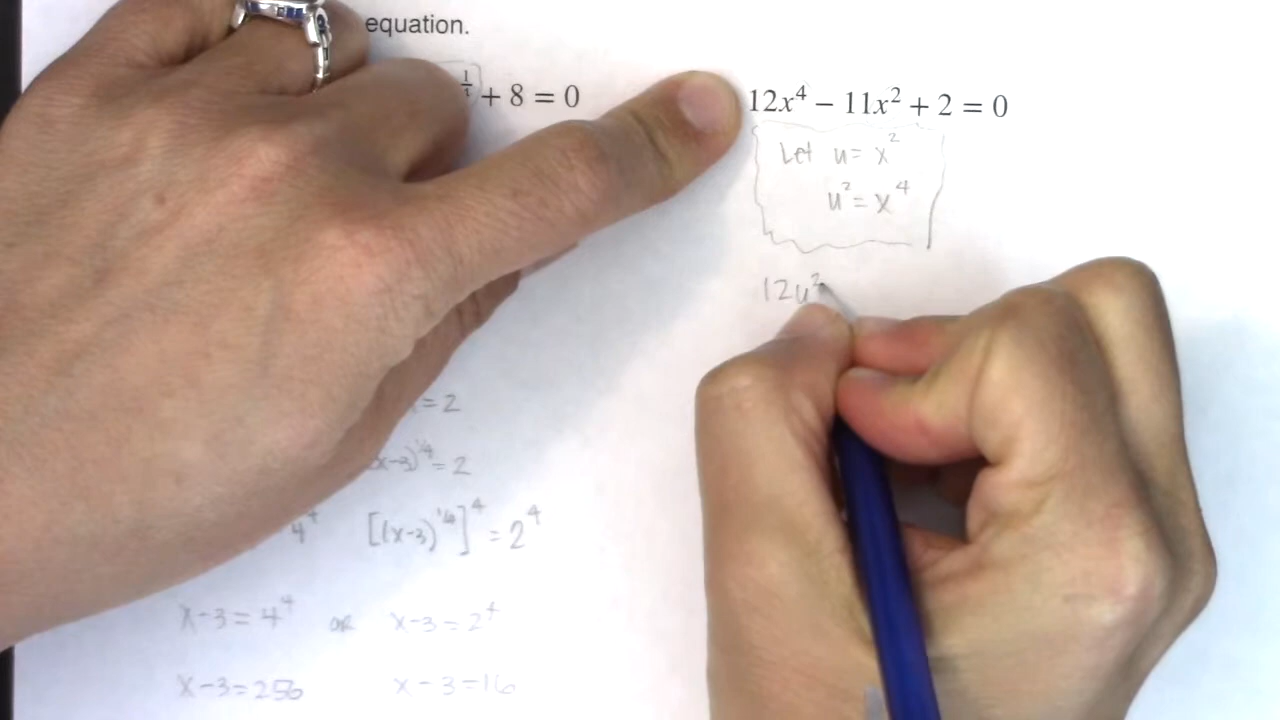 equation.
+ 8 = 0
12x⁴ − 11x² + 2 = 0
Let u = x²
u² = x⁴
12u²
= 2
x-3)^1/4 = 2
4⁴ [(x-3)^1/4]⁴ = 2⁴
x-3 = 4⁴ OR x-3 = 2⁴
x-3 = 256 x-3 = 16